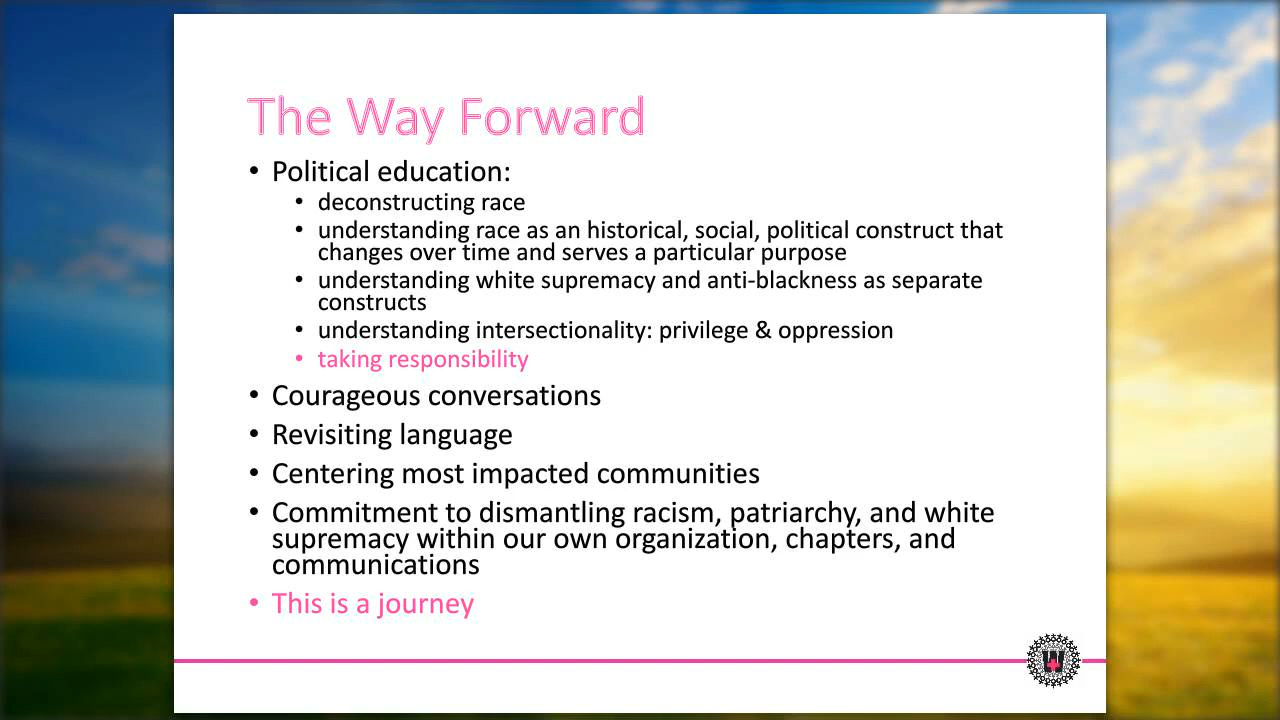 The Way Forward
• Political education:
• deconstructing race
• understanding race as an historical, social, political construct that
changes over time and serves a particular purpose
• understanding white supremacy and anti-blackness as separate
constructs
• understanding intersectionality: privilege & oppression
• taking responsibility
• Courageous conversations
• Revisiting language
• Centering most impacted communities
• Commitment to dismantling racism, patriarchy, and white
supremacy within our own organization, chapters, and
communications
• This is a journey
W